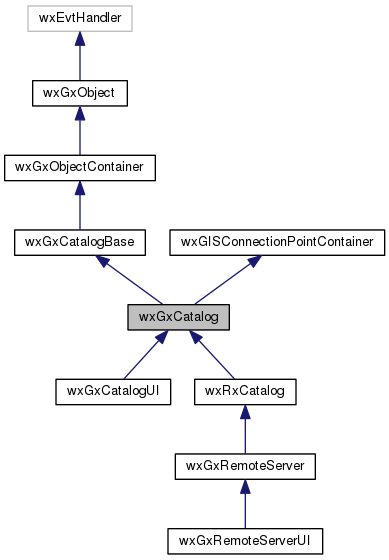 wxEvtHandler
wxGxObject
wxGxObjectContainer
wxGxCatalogBase
wxGISConnectionPointContainer
wxGxCatalog
wxGxCatalogUI
wxRxCatalog
wxGxRemoteServer
wxGxRemoteServerUI